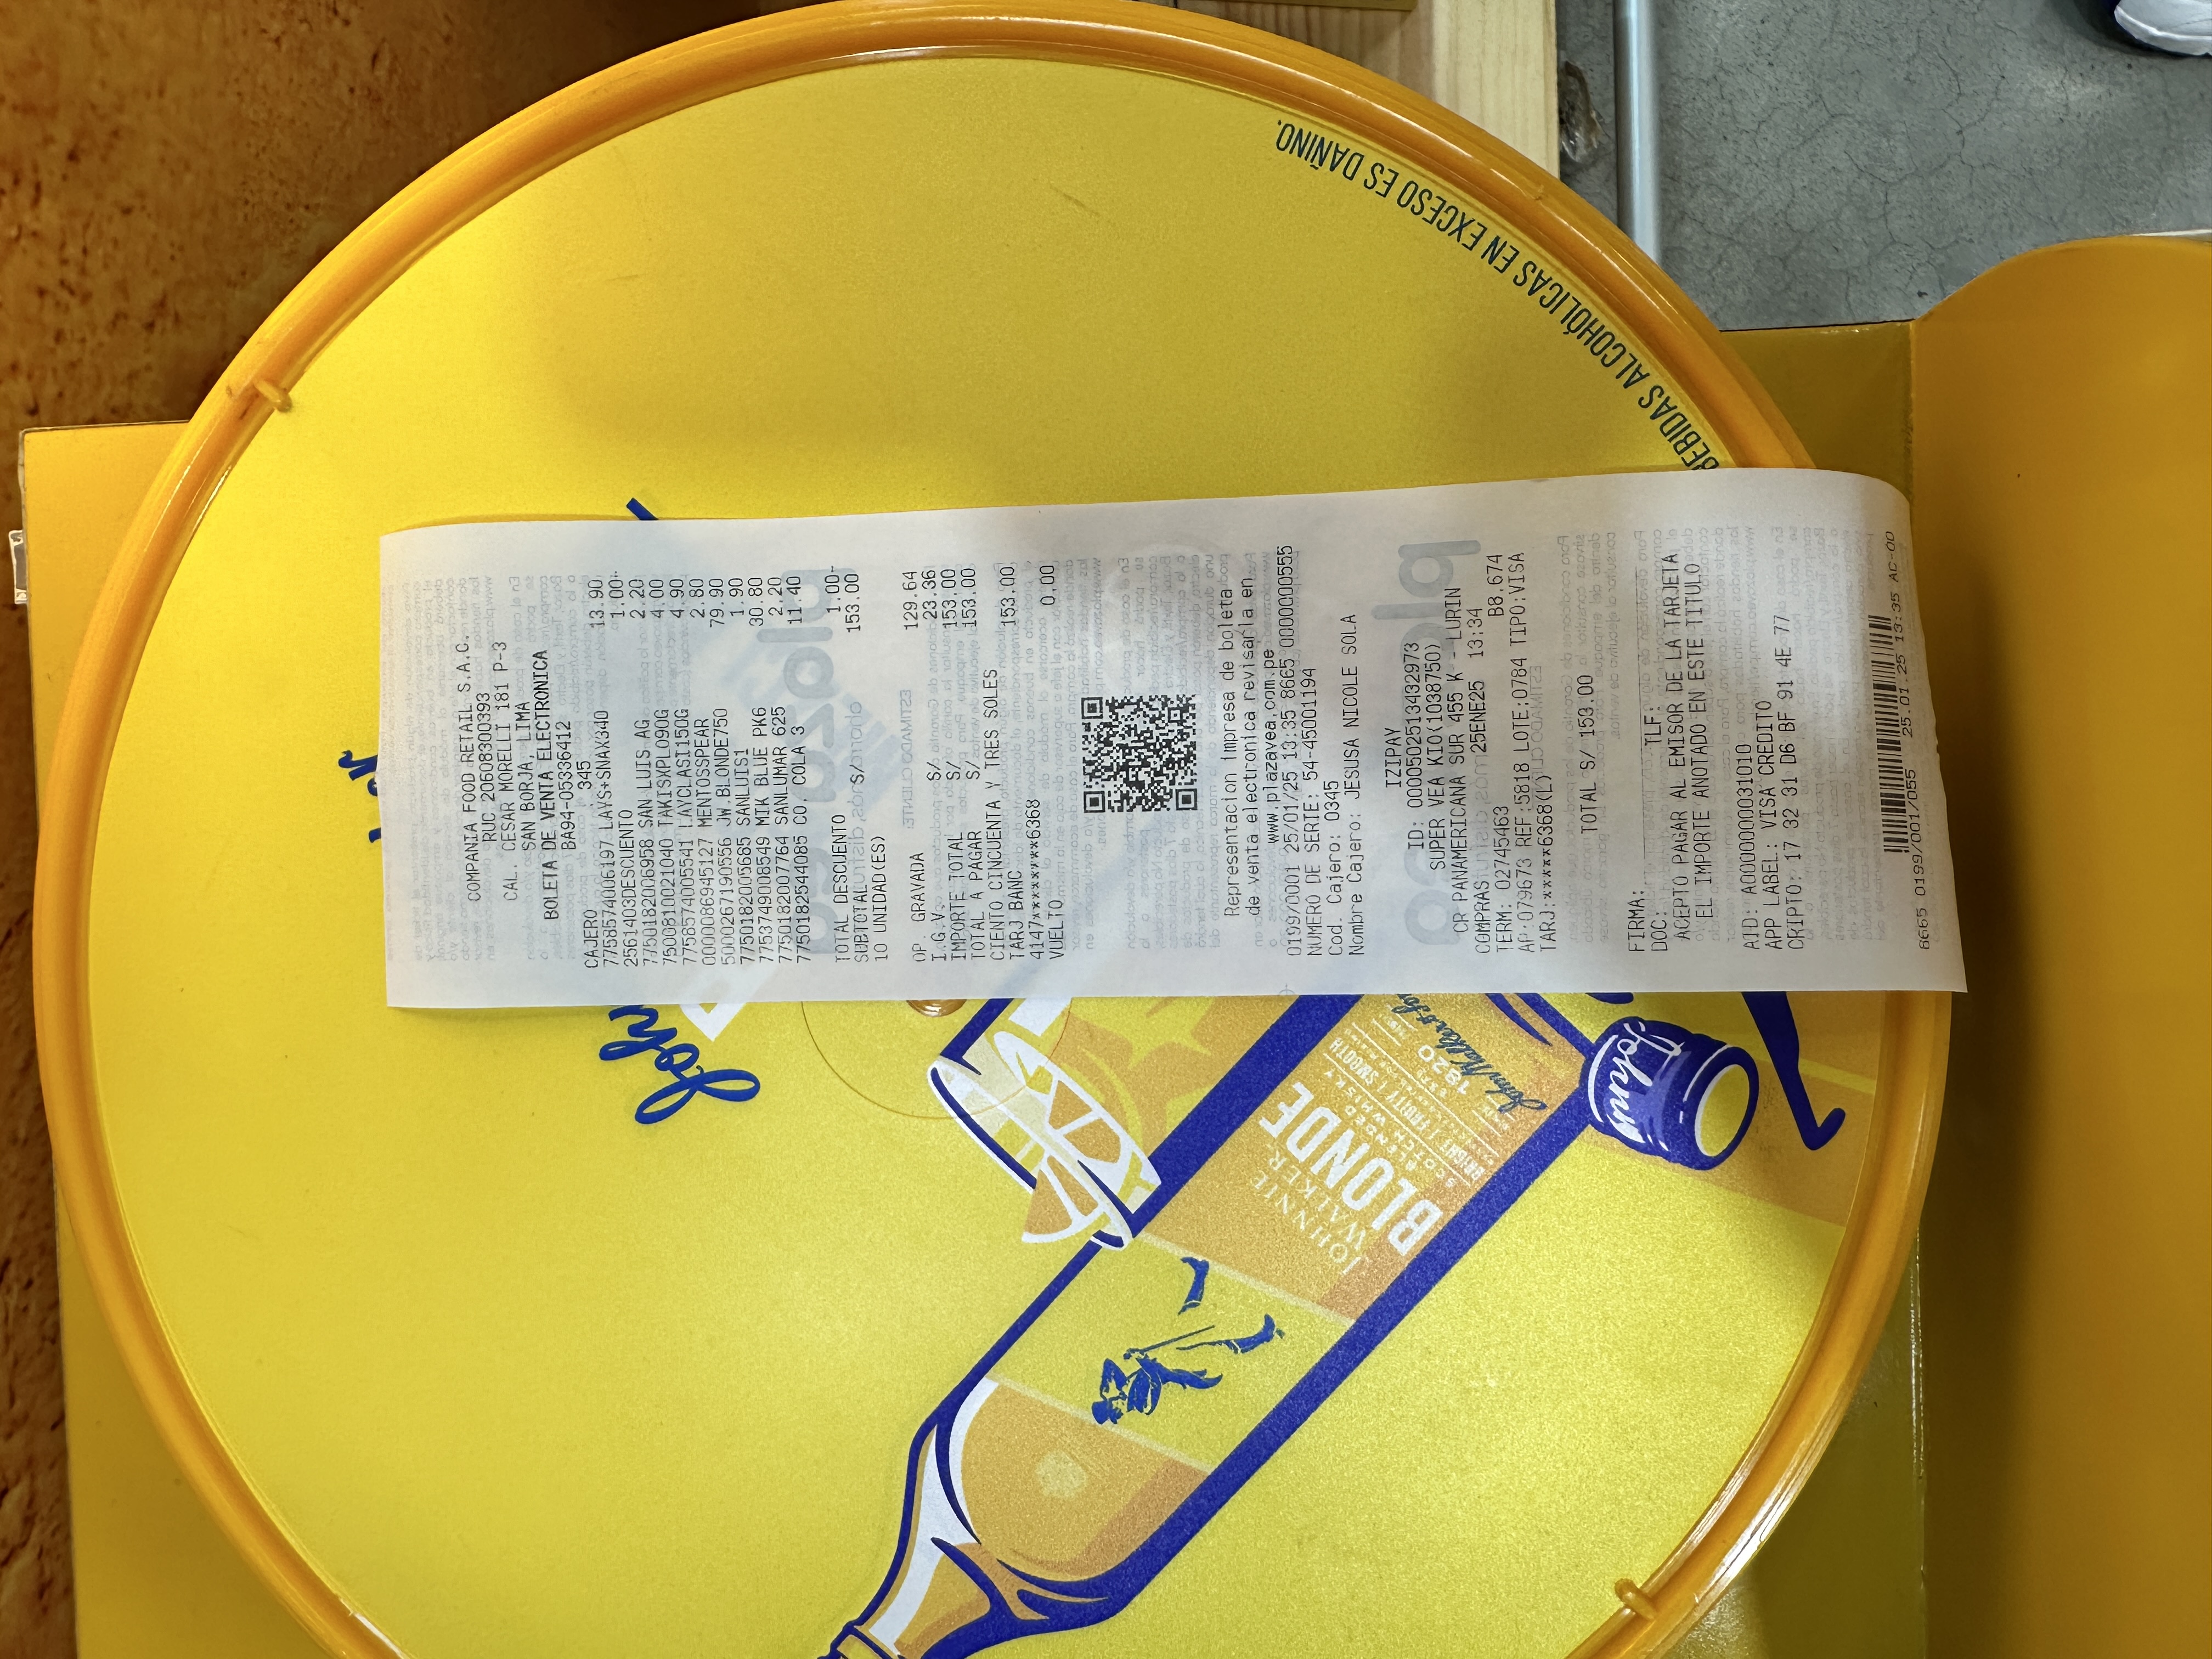 COMPANIA FOOD RETAIL S.A.C.
RUC 20608300393
CAL. CESAR MORELLI 181 P-3
SAN BORJA, LIMA
BOLETA DE VENTA ELECTRONICA
BA94-05336412
CAJERO 345
7758574006197 LAYS+SNAX340 13.90
2561403DESCUENTO 1.00-
7750182006958 SAN LUIS AG 2.20
7500810021040 TAKISXPLO90G 4.00
7758574005541 LAYCLASI150G 4.90
0000086945127 MENTOSSPEAR 2.80
5000267190556 JW.BLONDE750 79.90
7750182005685 SANLUIS1 1.90
7753749008549 MIK BLUE PK6 30.80
7750182007764 SANLUMAR 625 2.20
7750182544085 CO. COLA 3 11.40
TOTAL DESCUENTO 1.00-
SUBTOTAL S/ 153.00
10 UNIDAD(ES)
OP. GRAVADA 129.64
I.G.V. S/ 23.36
IMPORTE TOTAL S/ 153.00
TOTAL A PAGAR S/ 153.00
CIENTO CINCUENTA Y TRES SOLES
TARJ BANC 153.00
4147********6368
VUELTO 0.00
Representacion impresa de boleta
de venta electronica revisarla en
www.plazavea.com.pe
0199/0001 25/01/25 13:35 8665 0000000555
NUMERO DE SERIE: 54-45001194
Cod. Cajero: 0345
Nombre Cajero: JESUSA NICOLE SOLA
IZIPAY
ID: 0000502513432973
SUPER VEA KIO(1038750)
CR PANAMERICANA SUR 455 K - LURIN
COMPRAS 25ENE25 13:34
TERM: 02745463 B8.674
AP:079673 REF:5818 LOTE:0784 TIPO:VISA
TARJ:*****6368(L)
TOTAL S/ 153.00
FIRMA:
DOC: TLF:
ACEPTO PAGAR AL EMISOR DE LA TARJETA
EL IMPORTE ANOTADO EN ESTE TITULO
AID: A0000000031010
APP LABEL: VISA CREDITO
CRIPTO: 17 32 31 D6 BF 91 4E 77
8665 0199/001/055 25.01.25 13:35 AC-00
JOHNNIE
WALKER
BLONDE
BLENDED
SCOTCH WHISKY
BRIGHT | FRUITY | SMOOTH
1820
John Walker &
BEBIDAS ALCOHÓLICAS EN EXCESO ES DAÑINO.